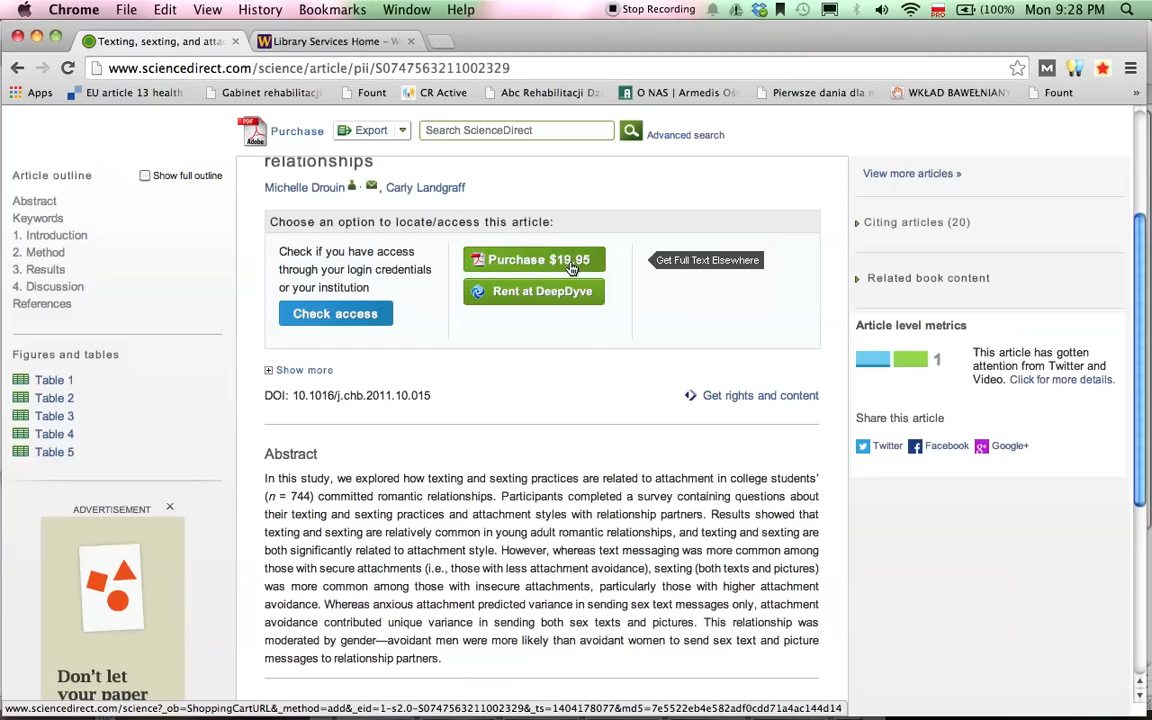 Chrome File Edit View History Bookmarks Window Help Stop Recording (100%) Mon 9:28 PM
Texting, sexting, and atta Library Services Home – W
www.sciencedirect.com/science/article/pii/S0747563211002329
Apps EU article 13 health Gabinet rehabilitacji Fount CR Active Abc Rehabilitacji Dz O NAS | Armedis Oś Pierwsze dania dla m WKŁAD BAWEŁNIAN Fount »
PDF
Adobe
Purchase Export Search ScienceDirect Advanced search
Article outline Show full outline
Abstract
Keywords
1. Introduction
2. Method
3. Results
4. Discussion
References
Figures and tables
Table 1
Table 2
Table 3
Table 4
Table 5
ADVERTISEMENT
Don't let
your paper
relationships
Michelle Drouin, Carly Landgraff
Choose an option to locate/access this article:
Check if you have access
through your login credentials
or your institution
Check access
Purchase $19.95
Rent at DeepDyve
Get Full Text Elsewhere
Show more
DOI: 10.1016/j.chb.2011.10.015
Get rights and content
Abstract
In this study, we explored how texting and sexting practices are related to attachment in college students'
(n = 744) committed romantic relationships. Participants completed a survey containing questions about
their texting and sexting practices and attachment styles with relationship partners. Results showed that
texting and sexting are relatively common in young adult romantic relationships, and texting and sexting are
both significantly related to attachment style. However, whereas text messaging was more common among
those with secure attachments (i.e., those with less attachment avoidance), sexting (both texts and pictures)
was more common among those with insecure attachments, particularly those with higher attachment
avoidance. Whereas anxious attachment predicted variance in sending sex text messages only, attachment
avoidance contributed unique variance in sending both sex texts and pictures. This relationship was
moderated by gender—avoidant men were more likely than avoidant women to send sex text and picture
messages to relationship partners.
View more articles »
Citing articles (20)
Related book content
Article level metrics
1
This article has gotten
attention from Twitter and
Video. Click for more details.
Share this article
Twitter Facebook Google+
www.sciencedirect.com/science?_ob=ShoppingCartURL&_method=add&_eid=1-s2.0-S0747563211002329&_ts=1404178077&md5=7e5522eb4e582adf0cdd71a4ac144d14